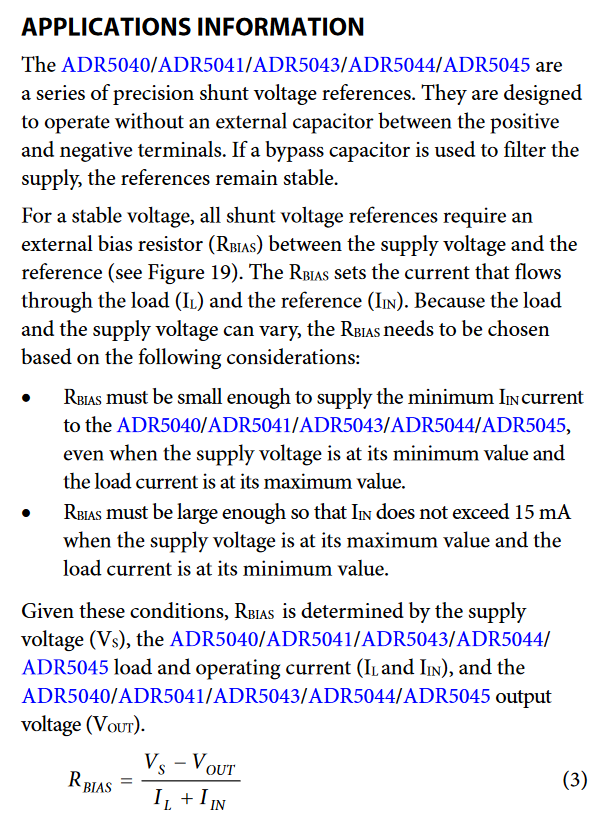 APPLICATIONS INFORMATION
The ADR5040/ADR5041/ADR5043/ADR5044/ADR5045 are
a series of precision shunt voltage references. They are designed
to operate without an external capacitor between the positive
and negative terminals. If a bypass capacitor is used to filter the
supply, the references remain stable.
For a stable voltage, all shunt voltage references require an
external bias resistor (RBIAS) between the supply voltage and the
reference (see Figure 19). The RBIAS sets the current that flows
through the load (IL) and the reference (IIN). Because the load
and the supply voltage can vary, the RBIAS needs to be chosen
based on the following considerations:
• RBIAS must be small enough to supply the minimum IIN current
to the ADR5040/ADR5041/ADR5043/ADR5044/ADR5045,
even when the supply voltage is at its minimum value and
the load current is at its maximum value.
• RBIAS must be large enough so that IIN does not exceed 15 mA
when the supply voltage is at its maximum value and the
load current is at its minimum value.
Given these conditions, RBIAS is determined by the supply
voltage (VS), the ADR5040/ADR5041/ADR5043/ADR5044/
ADR5045 load and operating current (IL and IIN), and the
ADR5040/ADR5041/ADR5043/ADR5044/ADR5045 output
voltage (VOUT).
RBIAS = (VS − VOUT) / (IL + IIN) (3)